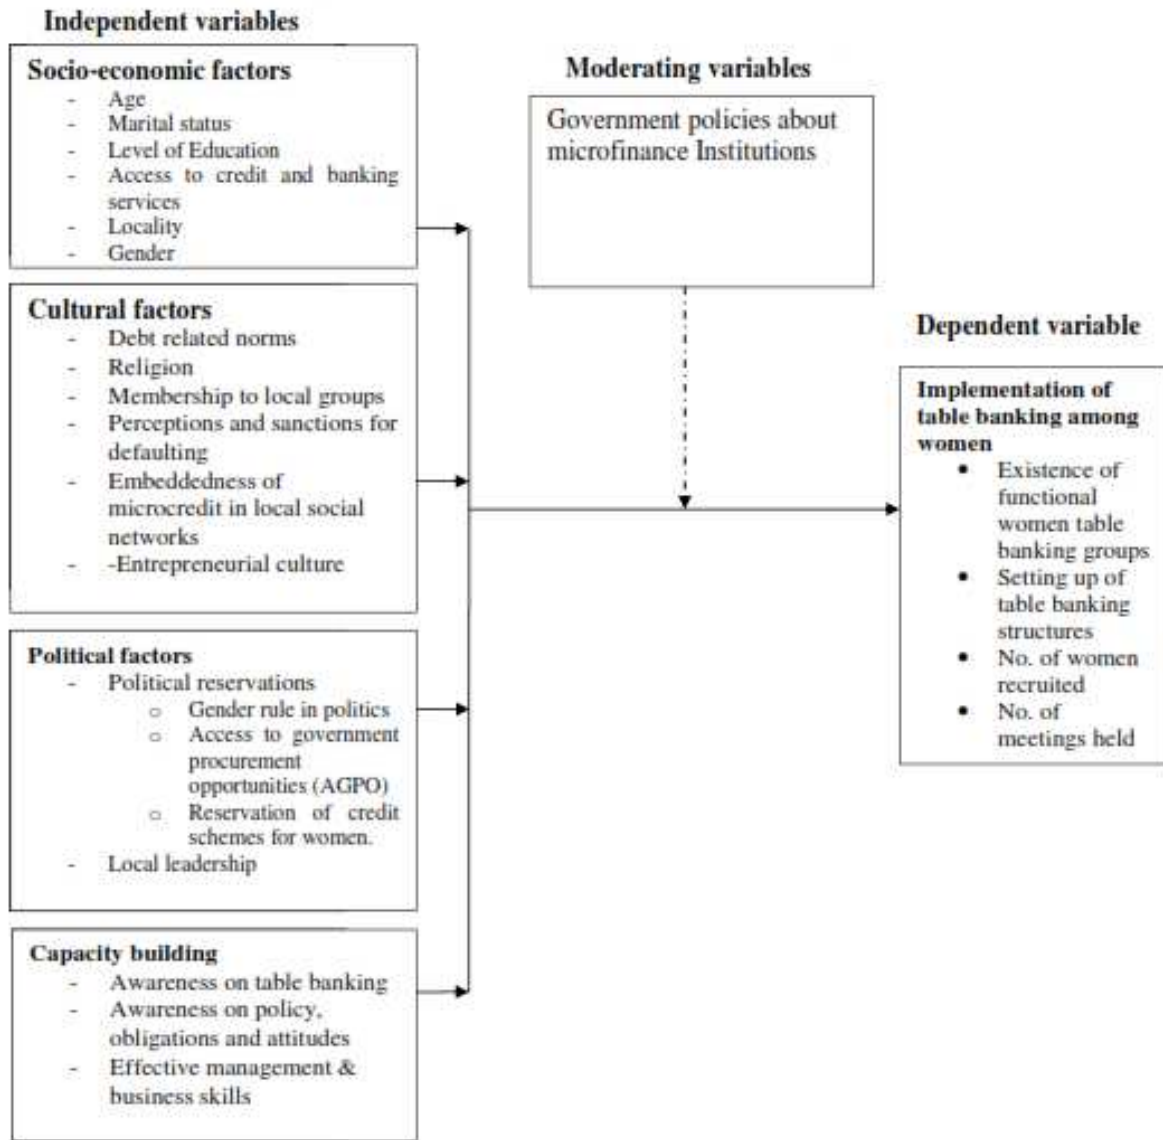 Independent variables
Socio-economic factors
- Age
- Marital status
- Level of Education
- Access to credit and banking
services
- Locality
- Gender
Cultural factors
- Debt related norms
- Religion
- Membership to local groups
- Perceptions and sanctions for
defaulting
- Embeddedness of
microcredit in local social
networks
- -Entrepreneurial culture
Political factors
- Political reservations
o Gender rule in politics
o Access to government
procurement
opportunities (AGPO)
o Reservation of credit
schemes for women.
- Local leadership
Capacity building
- Awareness on table banking
- Awareness on policy,
obligations and attitudes
- Effective management &
business skills
Moderating variables
Government policies about
microfinance Institutions
Dependent variable
Implementation of
table banking among
women
• Existence of
functional
women table
banking groups
• Setting up of
table banking
structures
• No. of women
recruited
• No. of
meetings held